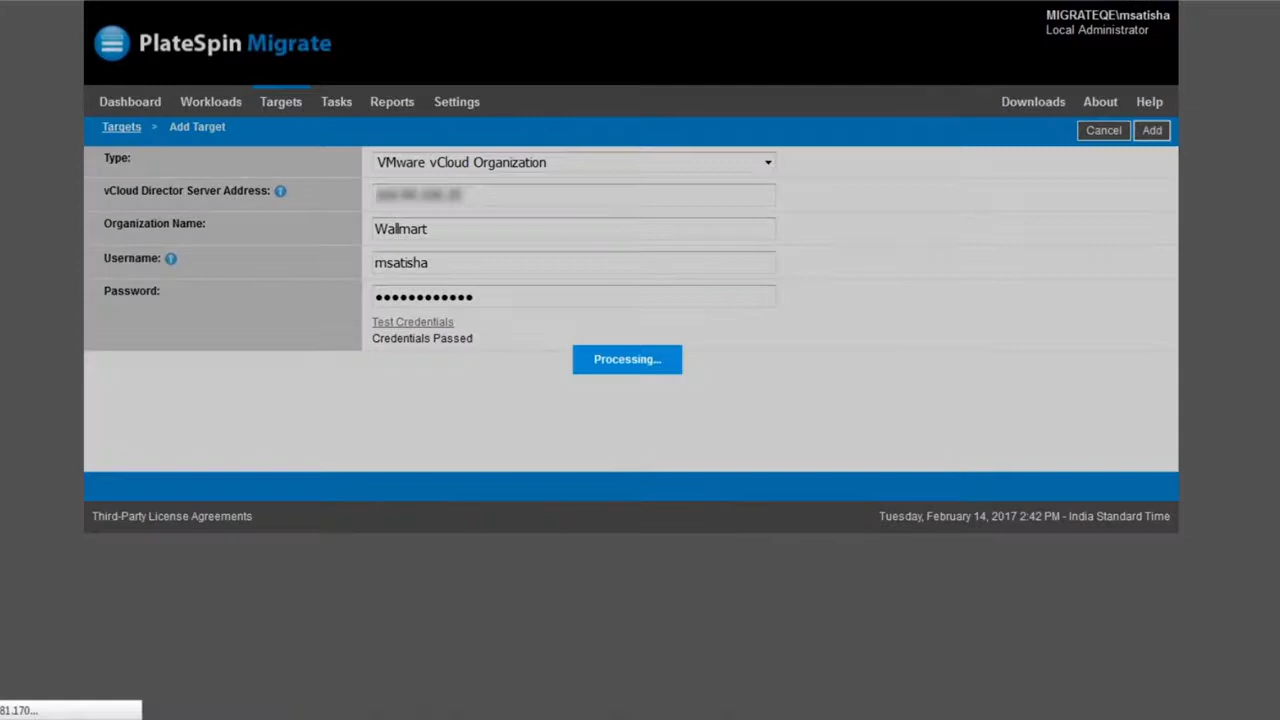 MIGRATEQE\msatisha
Local Administrator
PlateSpin Migrate
Dashboard Workloads Targets Tasks Reports Settings Downloads About Help
Targets > Add Target Cancel Add
Type: VMware vCloud Organization
vCloud Director Server Address:
Organization Name: Wallmart
Username: msatisha
Password: ●●●●●●●●●●●●
Test Credentials
Credentials Passed
Processing...
Third-Party License Agreements Tuesday, February 14, 2017 2:42 PM - India Standard Time
81.170...